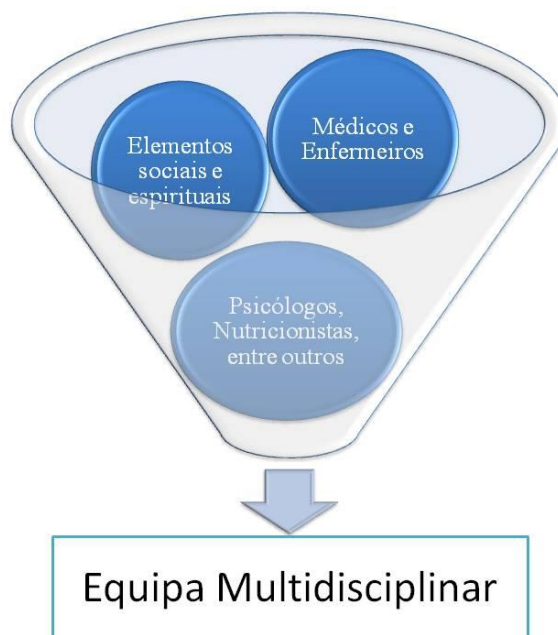 Médicos e
Enfermeiros
Elementos
sociais e
espirituais
Psicólogos,
Nutricionistas,
entre outros
Equipa Multidisciplinar